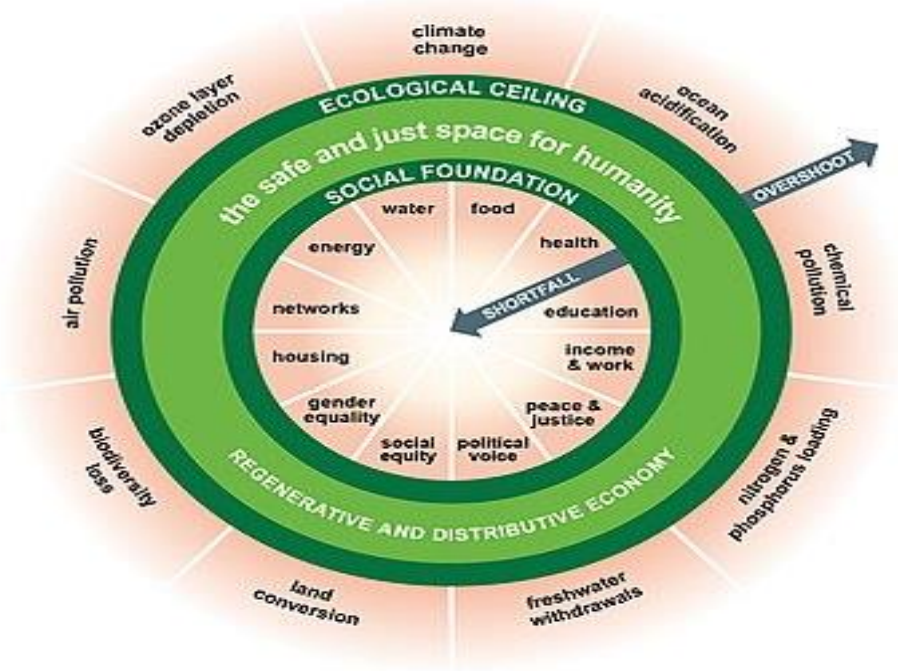 climate
change
ozone layer
depletion
ocean
acidification
ECOLOGICAL CEILING
the safe and just space for humanity
OVERSHOOT
SOCIAL FOUNDATION
water
food
energy
health
SHORTFALL
air pollution
chemical
pollution
networks
education
housing
income
& work
gender
equality
peace &
justice
social
equity
political
voice
biodiversity
loss
nitrogen &
phosphorus loading
REGENERATIVE AND DISTRIBUTIVE ECONOMY
land
conversion
freshwater
withdrawals